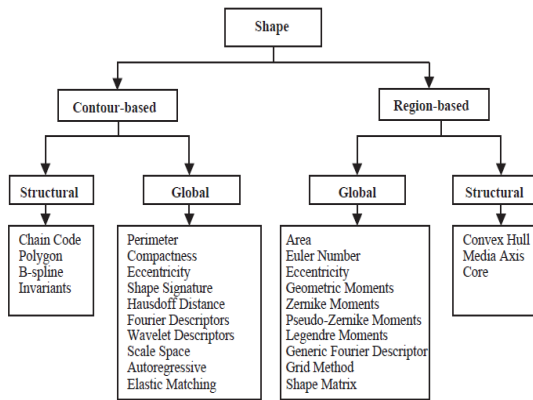 Shape
Contour-based
Region-based
Structural
Global
Global
Structural
Chain Code
Polygon
B-spline
Invariants
Perimeter
Compactness
Eccentricity
Shape Signature
Hausdoff Distance
Fourier Descriptors
Wavelet Descriptors
Scale Space
Autoregressive
Elastic Matching
Area
Euler Number
Eccentricity
Geometric Moments
Zernike Moments
Pseudo-Zernike Moments
Legendre Moments
Generic Fourier Descriptor
Grid Method
Shape Matrix
Convex Hull
Media Axis
Core